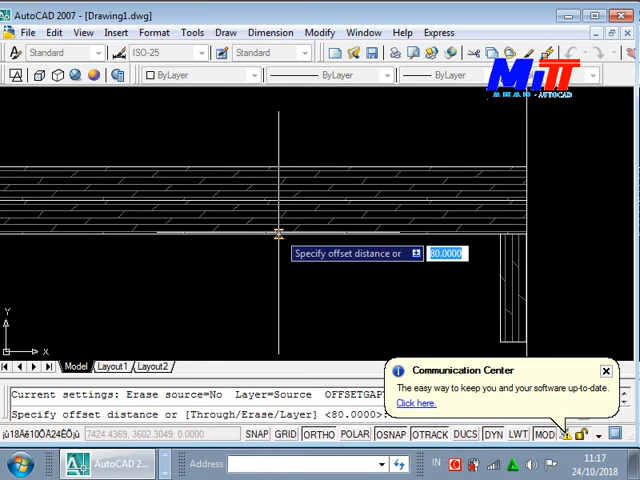 AutoCAD 2007 - [Drawing1.dwg]
File Edit View Insert Format Tools Draw Dimension Modify Window Help Express
Standard ISO-25 Standard
ByLayer ByLayer ByLayer
MiTT
AHAD - AUTOCAD
Specify offset distance or 80.0000
Y
X
Model Layout1 Layout2
Communication Center
The easy way to keep you and your software up-to-date.
Click here.
Current settings: Erase source=No Layer=Source OFFSETGAPT
Specify offset distance or [Through/Erase/Layer] <80.0000>:
7424.4369, 3602.3049, 0.0000 SNAP GRID ORTHO POLAR OSNAP OTRACK DUCS DYN LWT MOD
AutoCAD 2... Address IN 11:17
24/10/2018